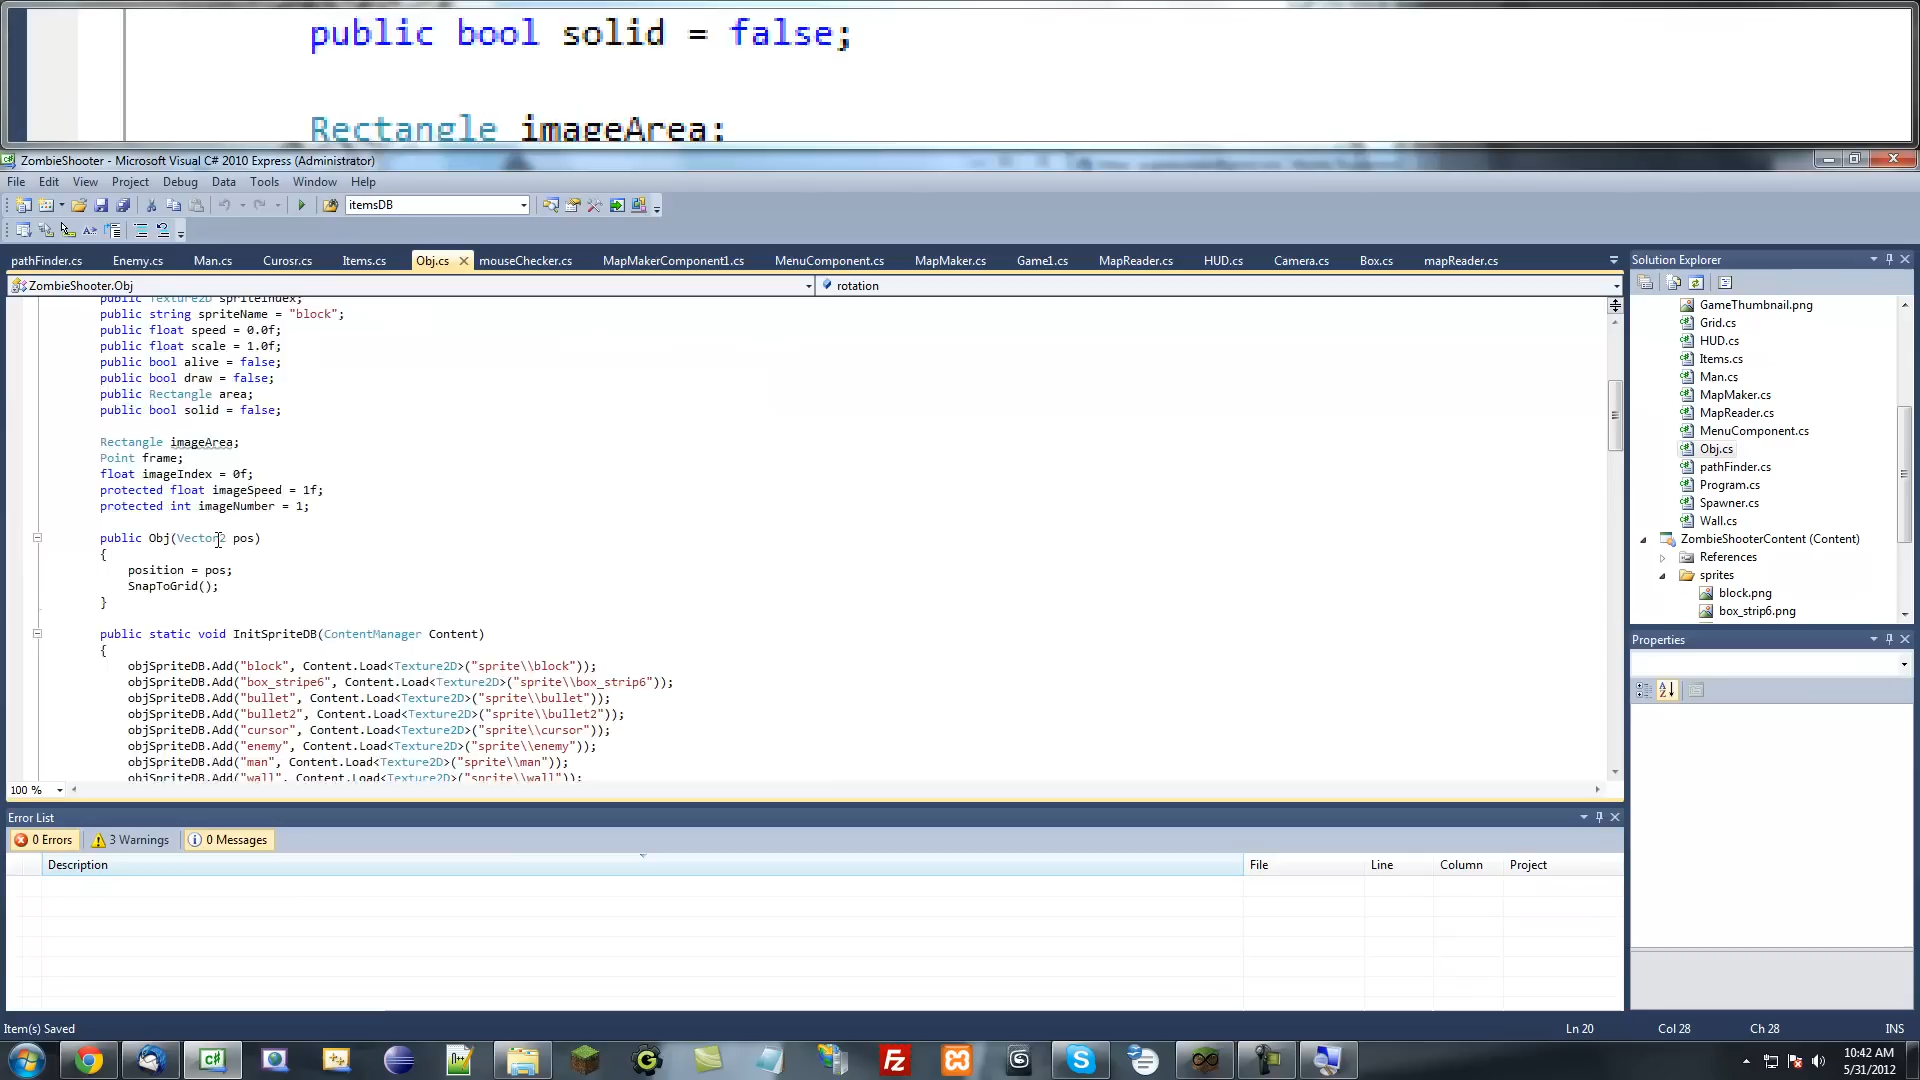 public bool solid = false;
Rectangle imageArea;
ZombieShooter - Microsoft Visual C# 2010 Express (Administrator)
File Edit View Project Debug Data Tools Window Help
itemsDB
pathFinder.cs Enemy.cs Man.cs Curosr.cs Items.cs Obj.cs mouseChecker.cs MapMakerComponent1.cs MenuComponent.cs MapMaker.cs Game1.cs MapReader.cs HUD.cs Camera.cs Box.cs mapReader.cs
ZombieShooter.Obj rotation
public Texture2D spriteIndex;
public string spriteName = "block";
public float speed = 0.0f;
public float scale = 1.0f;
public bool alive = false;
public bool draw = false;
public Rectangle area;
public bool solid = false;
Rectangle imageArea;
Point frame;
float imageIndex = 0f;
protected float imageSpeed = 1f;
protected int imageNumber = 1;
public Obj(Vector2 pos)
{
position = pos;
SnapToGrid();
}
public static void InitSpriteDB(ContentManager Content)
{
objSpriteDB.Add("block", Content.Load<Texture2D>("sprite\\block"));
objSpriteDB.Add("box_stripe6", Content.Load<Texture2D>("sprite\\box_strip6"));
objSpriteDB.Add("bullet", Content.Load<Texture2D>("sprite\\bullet"));
objSpriteDB.Add("bullet2", Content.Load<Texture2D>("sprite\\bullet2"));
objSpriteDB.Add("cursor", Content.Load<Texture2D>("sprite\\cursor"));
objSpriteDB.Add("enemy", Content.Load<Texture2D>("sprite\\enemy"));
objSpriteDB.Add("man", Content.Load<Texture2D>("sprite\\man"));
objSpriteDB.Add("wall", Content.Load<Texture2D>("sprite\\wall"));
100 %
Solution Explorer
GameThumbnail.png
Grid.cs
HUD.cs
Items.cs
Man.cs
MapMaker.cs
MapReader.cs
MenuComponent.cs
Obj.cs
pathFinder.cs
Program.cs
Spawner.cs
Wall.cs
ZombieShooterContent (Content)
References
sprites
block.png
box_strip6.png
Properties
Error List
0 Errors 3 Warnings 0 Messages
Description File Line Column Project
Item(s) Saved Ln 20 Col 28 Ch 28 INS
10:42 AM
5/31/2012